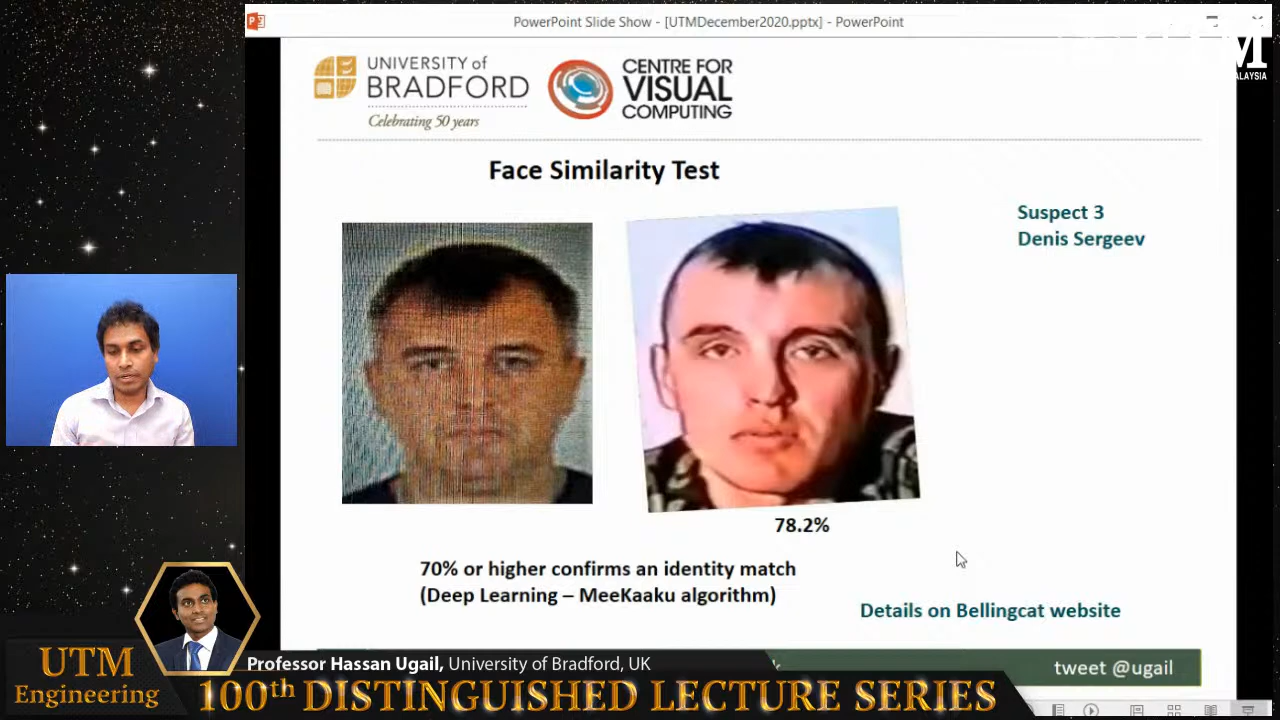 PowerPoint Slide Show - [UTMDecember2020.pptx] - PowerPoint
UNIVERSITY of
BRADFORD
Celebrating 50 years
CENTRE FOR
VISUAL
COMPUTING
Face Similarity Test
Suspect 3
Denis Sergeev
78.2%
70% or higher confirms an identity match
(Deep Learning – MeeKaaku algorithm)
Details on Bellingcat website
tweet @ugail
Professor Hassan Ugail, University of Bradford, UK
UTM
Engineering
100th DISTINGUISHED LECTURE SERIES